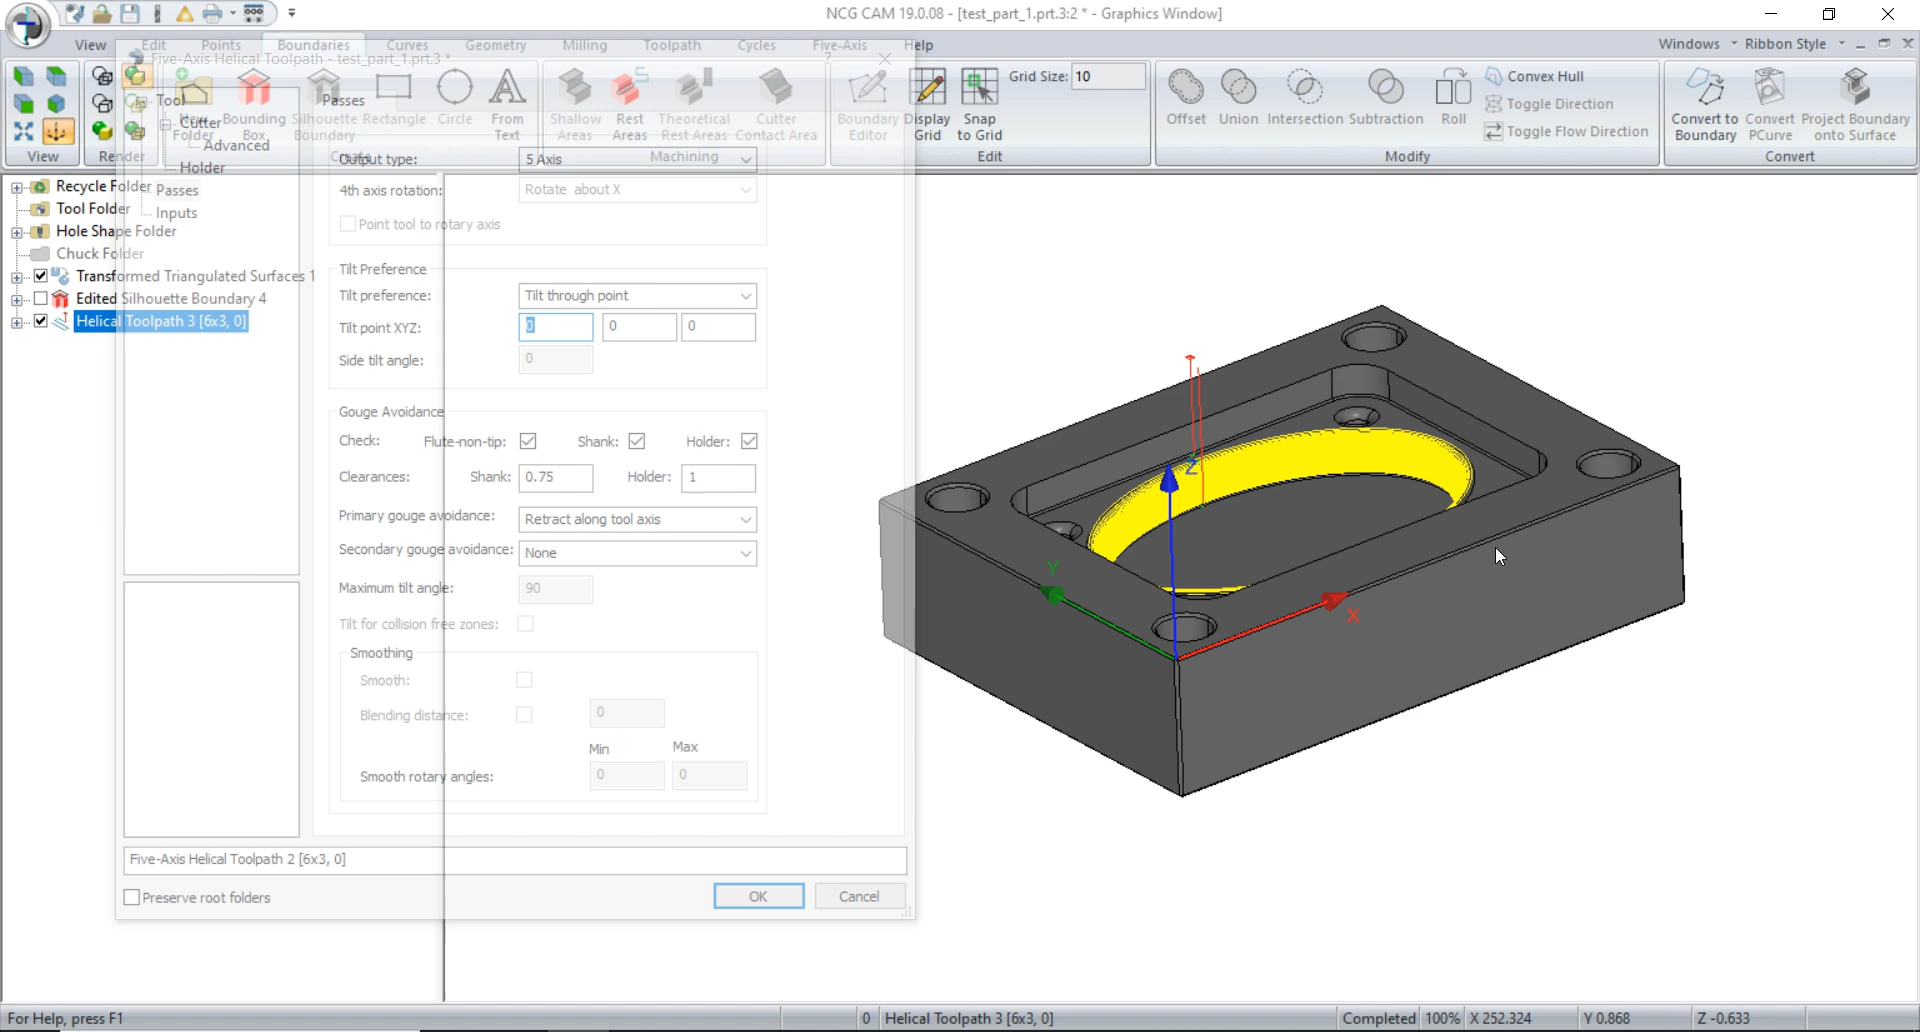 NCG CAM 19.0.08 - [test_part_1.prt.3:2 * - Graphics Window]
View Edit Points Boundaries Curves Geometry Milling Toolpath Cycles Five-Axis Help
Windows Ribbon Style
Five-Axis Helical Toolpath - test_part_1.prt.3 *
?
New Folder
Bounding Box
Silhouette Boundary
Rectangle
Circle
From Text
Shallow Areas
Rest Areas
Theoretical Rest Areas
Cutter Contact Area
Boundary Editor
Display Grid
Snap to Grid
Grid Size: 10
Offset
Union
Intersection
Subtraction
Roll
Convex Hull
Toggle Direction
Toggle Flow Direction
Convert to Boundary
Convert PCurve
Project Boundary onto Surface
View
Render
Machining
Edit
Modify
Convert
Recycle Folder
Tool Folder
Hole Shape Folder
Chuck Folder
Transformed Triangulated Surfaces 1
Edited Silhouette Boundary 4
Helical Toolpath 3 [6x3, 0]
Tool
Cutter
Advanced
Holder
Passes
Inputs
Passes
Output type: 5 Axis
4th axis rotation: Rotate about X
Point tool to rotary axis
Tilt Preference
Tilt preference: Tilt through point
Tilt point XYZ: 0 0 0
Side tilt angle: 0
Gouge Avoidance
Check: Flute-non-tip: Shank: Holder:
Clearances: Shank: 0.75 Holder: 1
Primary gouge avoidance: Retract along tool axis
Secondary gouge avoidance: None
Maximum tilt angle: 90
Tilt for collision free zones:
Smoothing
Smooth:
Blending distance: 0
Min Max
Smooth rotary angles: 0 0
Five-Axis Helical Toolpath 2 [6x3, 0]
Preserve root folders
OK Cancel
Z
Y
X
For Help, press F1
0 Helical Toolpath 3 [6x3, 0]
Completed 100% X 252.324 Y 0.868 Z -0.633